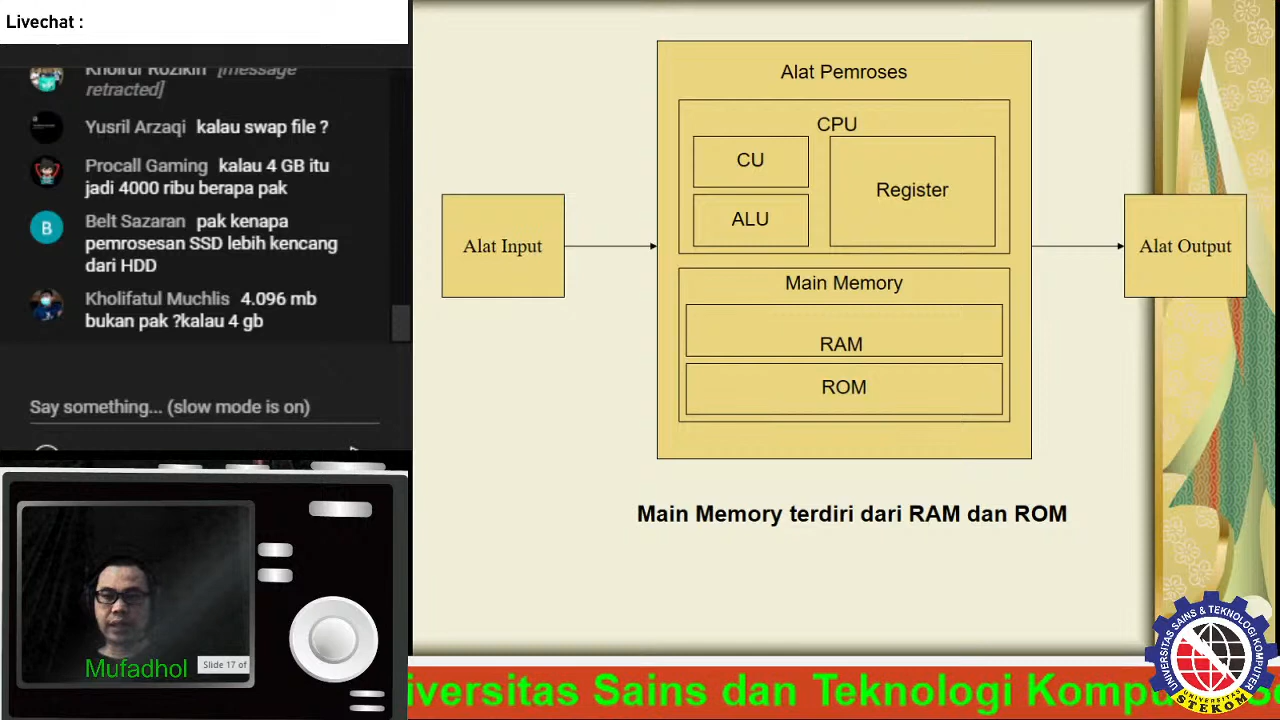 Livechat :
Khoirul Rozikin [message
retracted]
Yusril Arzaqi kalau swap file ?
Procall Gaming kalau 4 GB itu
jadi 4000 ribu berapa pak
B
Belt Sazaran pak kenapa
pemrosesan SSD lebih kencang
dari HDD
Kholifatul Muchlis 4.096 mb
bukan pak ?kalau 4 gb
Say something... (slow mode is on)
Mufadhol
Slide 17 of
Alat Pemroses
CPU
CU
ALU
Register
Alat Input
Alat Output
Main Memory
RAM
ROM
Main Memory terdiri dari RAM dan ROM
iversitas Sains dan Teknologi Kompu
UNIVERSITAS SAINS & TEKNOLOGI KOMPUTER
UNIVERSITAS
STEKOM